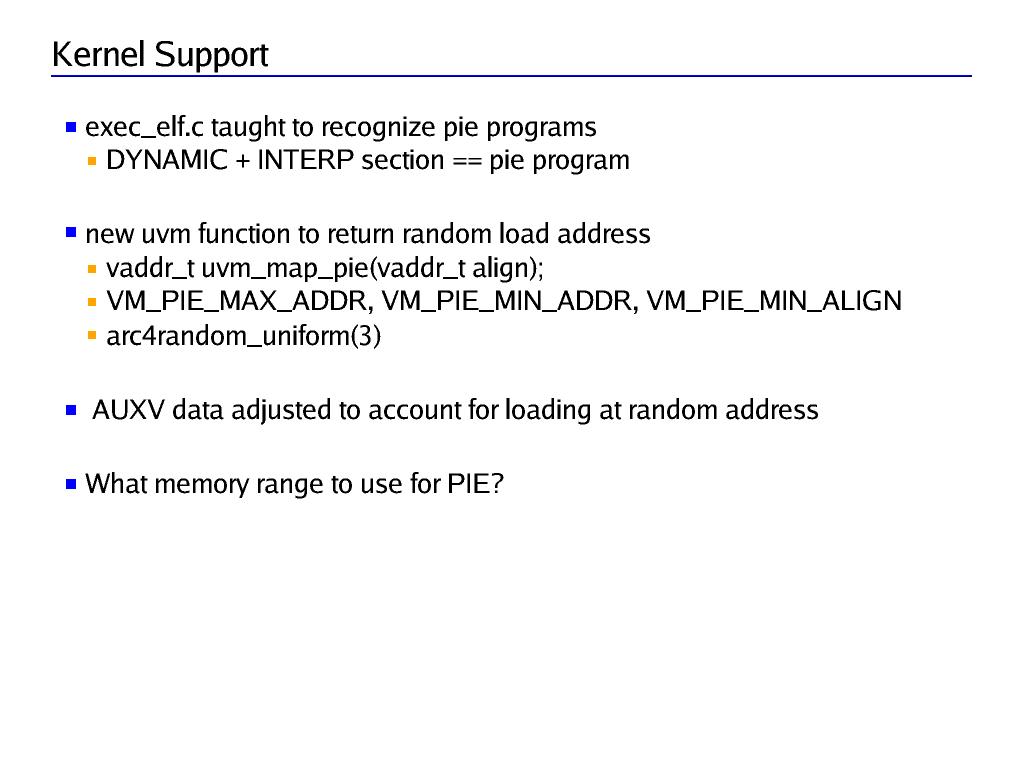 Kernel Support
exec_elf.c taught to recognize pie programs
DYNAMIC + INTERP section == pie program
new uvm function to return random load address
vaddr_t uvm_map_pie(vaddr_t align);
VM_PIE_MAX_ADDR, VM_PIE_MIN_ADDR, VM_PIE_MIN_ALIGN
arc4random_uniform(3)
AUXV data adjusted to account for loading at random address
What memory range to use for PIE?